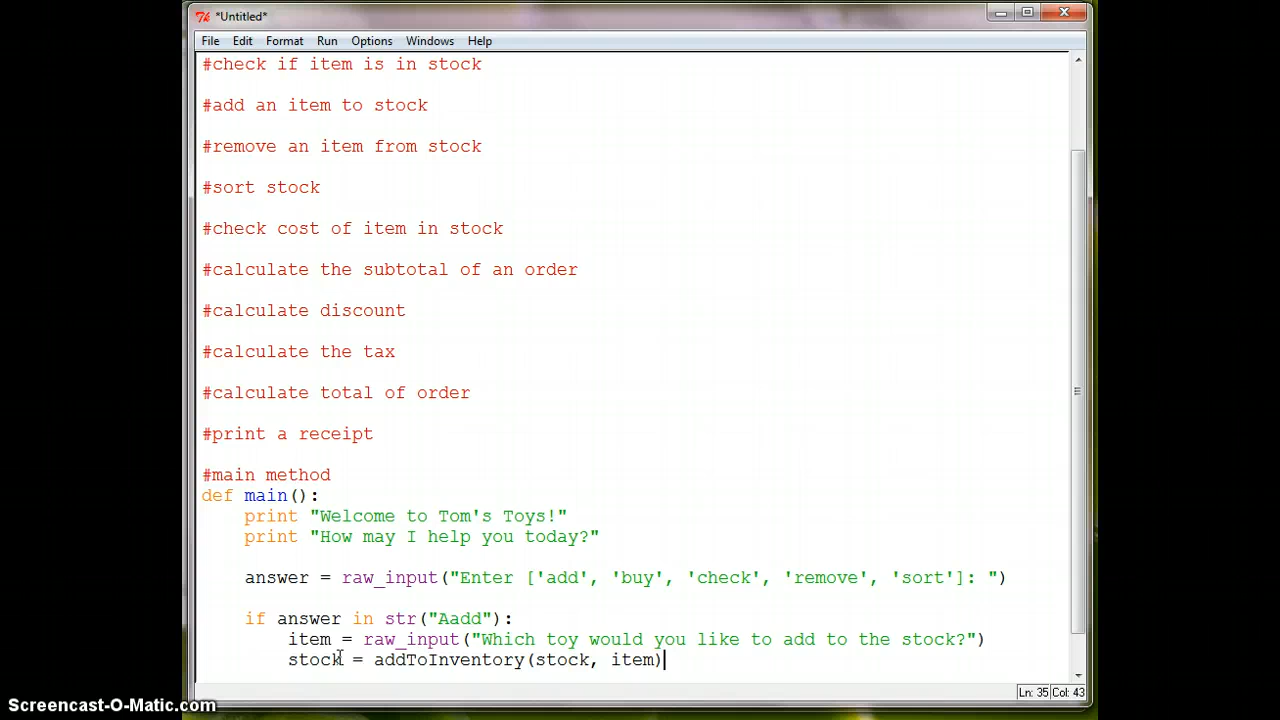 *Untitled*
File Edit Format Run Options Windows Help
#check if item is in stock
#add an item to stock
#remove an item from stock
#sort stock
#check cost of item in stock
#calculate the subtotal of an order
#calculate discount
#calculate the tax
#calculate total of order
#print a receipt
#main method
def main():
    print "Welcome to Tom's Toys!"
    print "How may I help you today?"
    answer = raw_input("Enter ['add', 'buy', 'check', 'remove', 'sort']: ")
    if answer in str("Aadd"):
        item = raw_input("Which toy would you like to add to the stock?")
        stock = addToInventory(stock, item)
Ln: 35 Col: 43
Screencast-O-Matic.com